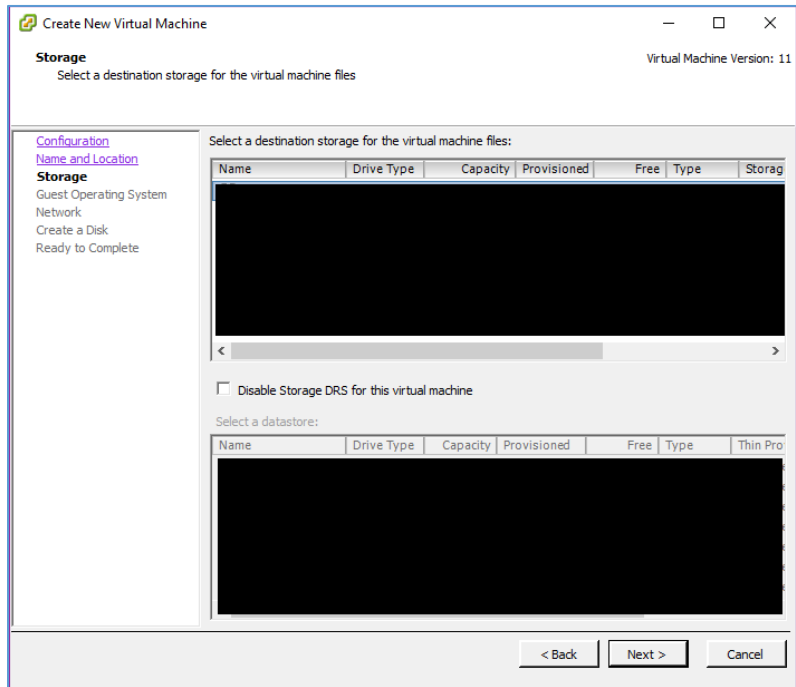 Create New Virtual Machine
Storage
Select a destination storage for the virtual machine files
Virtual Machine Version: 11
Configuration
Name and Location
Storage
Guest Operating System
Network
Create a Disk
Ready to Complete
Select a destination storage for the virtual machine files:
Name Drive Type Capacity Provisioned Free Type Storag
Disable Storage DRS for this virtual machine
Select a datastore:
Name Drive Type Capacity Provisioned Free Type Thin Pro
< Back Next > Cancel